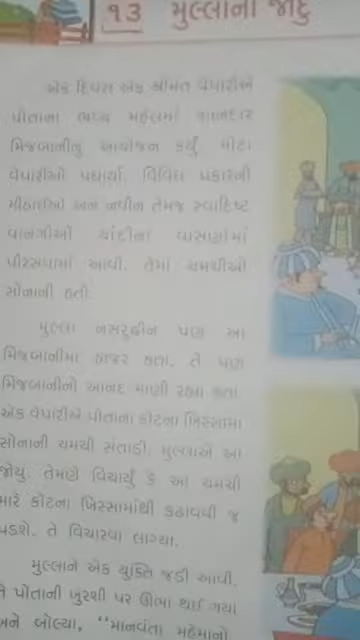 ૧૩ મુલ્લાનો જાદુ
એક દિવસ એક શ્રીમંત વેપારીએ
પોતાના ભવ્ય મહેલમાં શાનદાર
મિજબાનીનું આયોજન કર્યું. મોટા
વેપારીઓ પધાર્યા. વિવિધ પ્રકારની
મીઠાઈઓ અને નવીન તેમજ સ્વાદિષ્ટ
વાનગીઓ ચાંદીના વાસણોમાં
પીરસવામાં આવી. તેમાં ચમચીઓ
સોનાની હતી.
મુલ્લા નસરુદ્દીન પણ આ
મિજબાનીમાં હાજર હતા. તે પણ
મિજબાનીનો આનંદ માણી રહ્યા હતા.
એક વેપારીએ પોતાના કોટના ખિસ્સામાં
સોનાની ચમચી સંતાડી. મુલ્લાએ આ
જોયું. તેમણે વિચાર્યું કે આ ચમચી
મારે કોટના ખિસ્સામાંથી કઢાવવી જ
પડશે. તે વિચારવા લાગ્યા.
મુલ્લાને એક યુક્તિ જડી આવી.
તે પોતાની ખુરશી પર ઊભા થઈ ગયા
અને બોલ્યા, "માનવંતા મહેમાનો